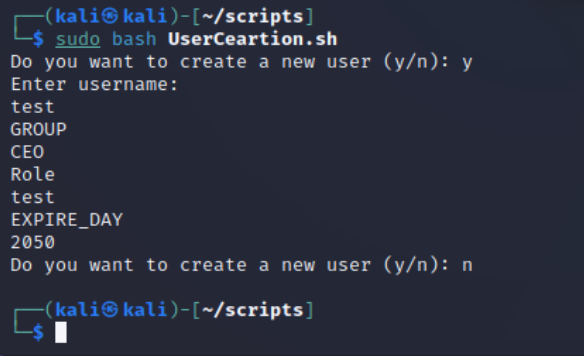 ┌──(kali㉿kali)-[~/scripts]
└─$ sudo bash UserCeartion.sh
Do you want to create a new user (y/n): y
Enter username:
test
GROUP
CEO
Role
test
EXPIRE_DAY
2050
Do you want to create a new user (y/n): n
┌──(kali㉿kali)-[~/scripts]
└─$